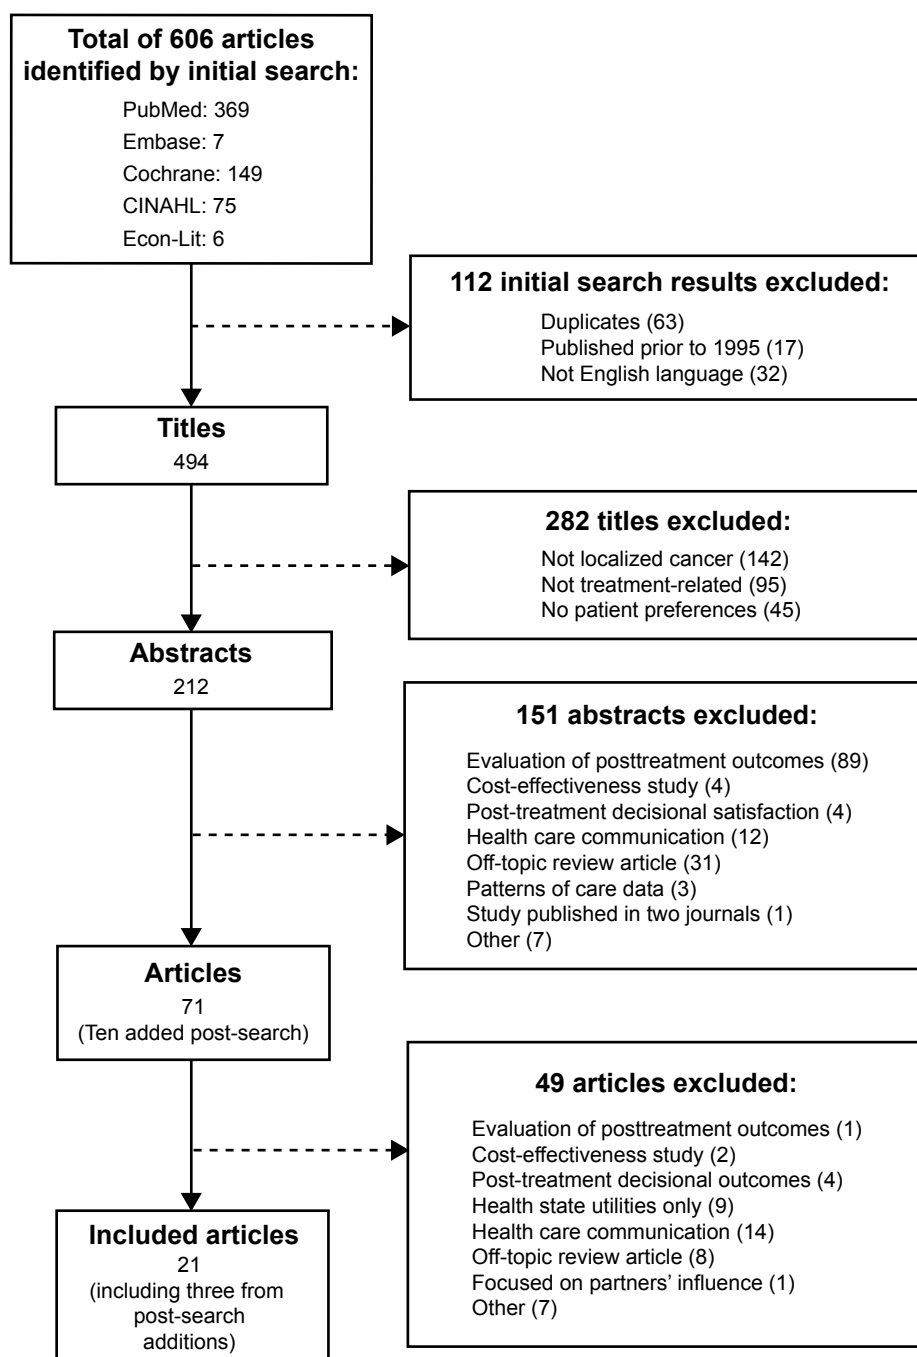 Total of 606 articles
identified by initial search:
PubMed: 369
Embase: 7
Cochrane: 149
CINAHL: 75
Econ-Lit: 6
112 initial search results excluded:
Duplicates (63)
Published prior to 1995 (17)
Not English language (32)
Titles
494
282 titles excluded:
Not localized cancer (142)
Not treatment-related (95)
No patient preferences (45)
Abstracts
212
151 abstracts excluded:
Evaluation of posttreatment outcomes (89)
Cost-effectiveness study (4)
Post-treatment decisional satisfaction (4)
Health care communication (12)
Off-topic review article (31)
Patterns of care data (3)
Study published in two journals (1)
Other (7)
Articles
71
(Ten added post-search)
49 articles excluded:
Evaluation of posttreatment outcomes (1)
Cost-effectiveness study (2)
Post-treatment decisional outcomes (4)
Health state utilities only (9)
Health care communication (14)
Off-topic review article (8)
Focused on partners’ influence (1)
Other (7)
Included articles
21
(including three from
post-search
additions)